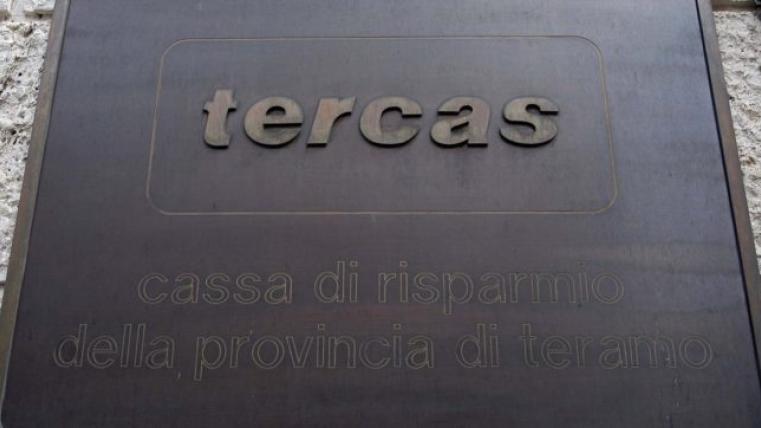 tercas
cassa di risparmio
della provincia di teramo